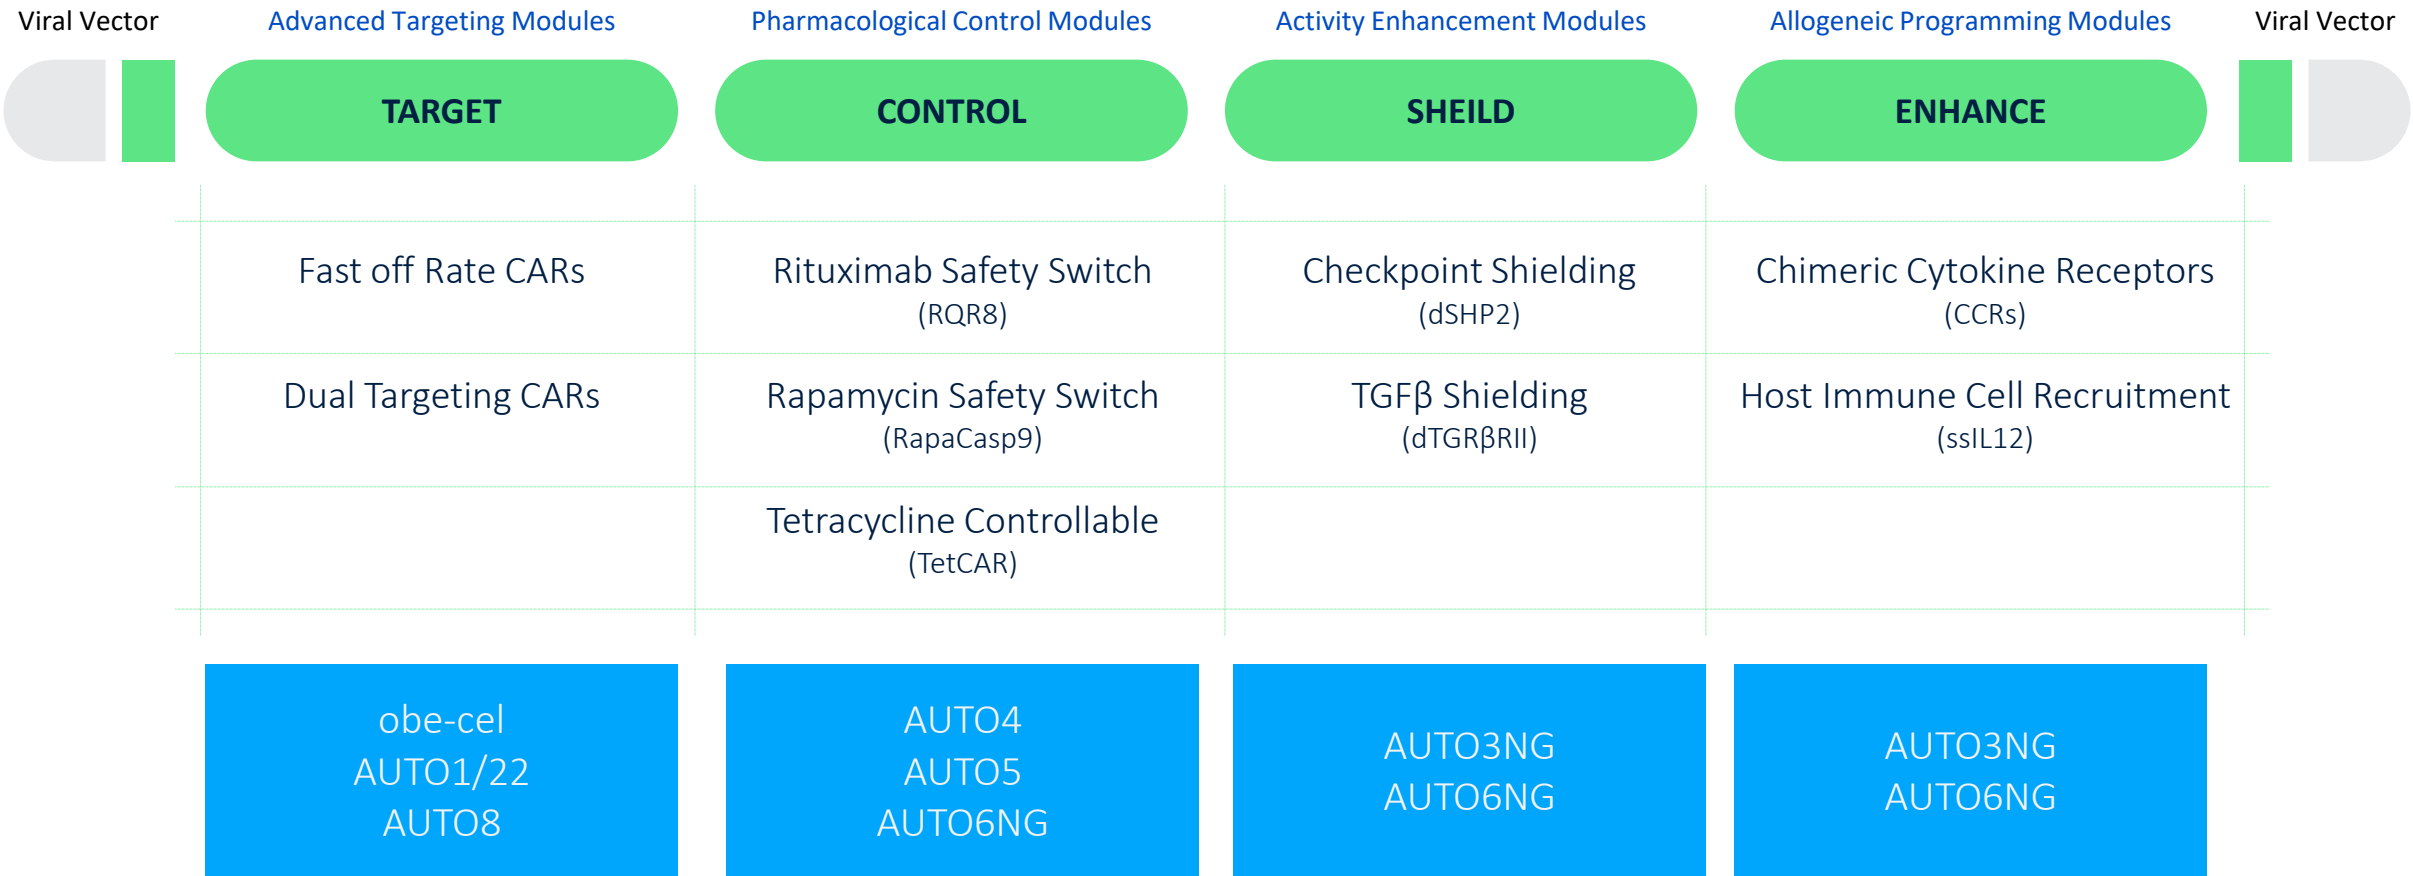 Viral Vector
Advanced Targeting Modules
Pharmacological Control Modules
Activity Enhancement Modules
Allogeneic Programming Modules
Viral Vector
TARGET
CONTROL
SHEILD
ENHANCE
Fast off Rate CARs
Rituximab Safety Switch
(RQR8)
Checkpoint Shielding
(dSHP2)
Chimeric Cytokine Receptors
(CCRs)
Dual Targeting CARs
Rapamycin Safety Switch
(RapaCasp9)
TGFβ Shielding
(dTGRβRII)
Host Immune Cell Recruitment
(ssIL12)
Tetracycline Controllable
(TetCAR)
obe-cel
AUTO1/22
AUTO8
AUTO4
AUTO5
AUTO6NG
AUTO3NG
AUTO6NG
AUTO3NG
AUTO6NG